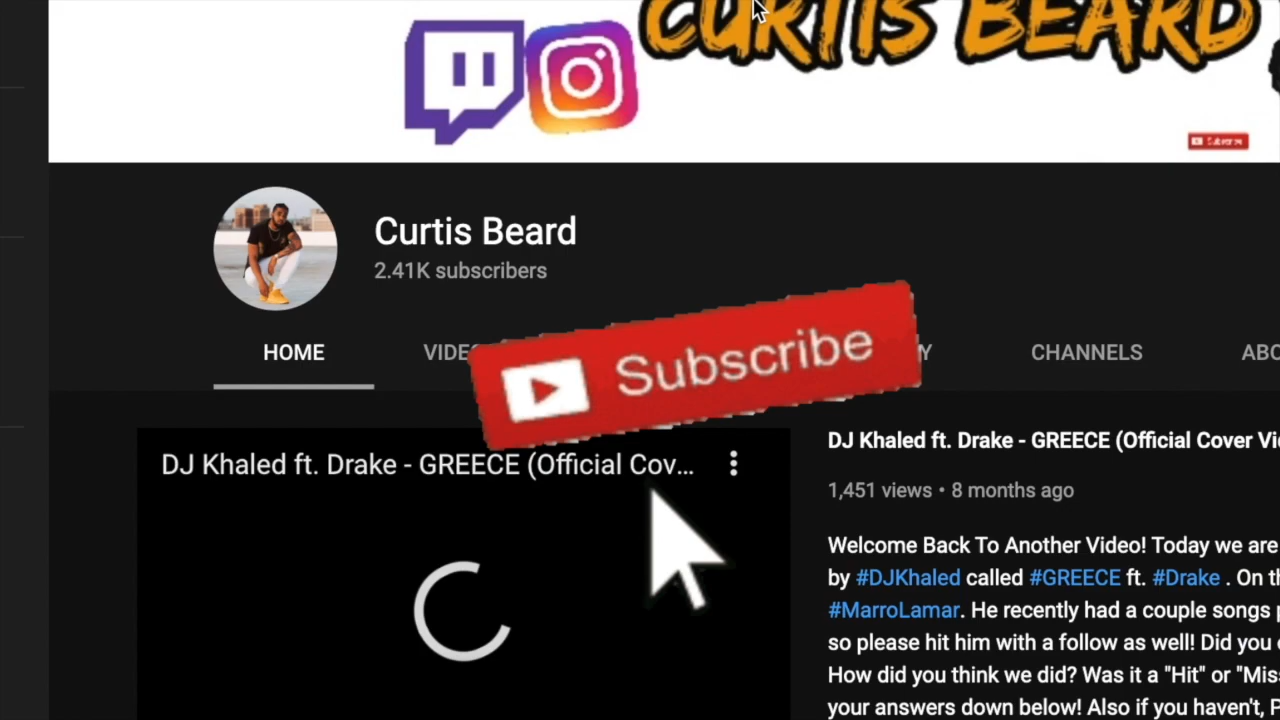 CURTIS BEARD
Subscribe
Curtis Beard
2.41K subscribers
Subscribe
HOME
CHANNELS
DJ Khaled ft. Drake - GREECE (Official Cov...
DJ Khaled ft. Drake - GREECE (Official Cover Vi
1,451 views • 8 months ago
Welcome Back To Another Video! Today we are
by #DJKhaled called #GREECE ft. #Drake . On th
#MarroLamar. He recently had a couple songs p
so please hit him with a follow as well! Did you
How did you think we did? Was it a "Hit" or "Miss
your answers down below! Also if you haven't, P